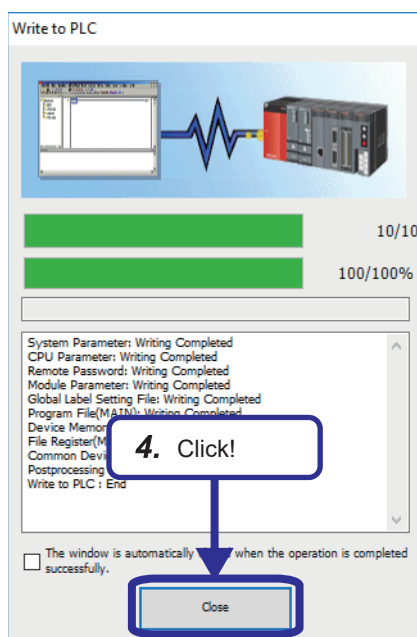 Write to PLC
10/10
100/100%
System Parameter: Writing Completed
CPU Parameter: Writing Completed
Remote Password: Writing Completed
Module Parameter: Writing Completed
Global Label Setting File: Writing Completed
Program File(MAIN): Writing Completed
Device Memor
File Register(M
Common Devi
Postprocessing
Write to PLC : End
4. Click!
The window is automatically when the operation is completed
successfully.
Close